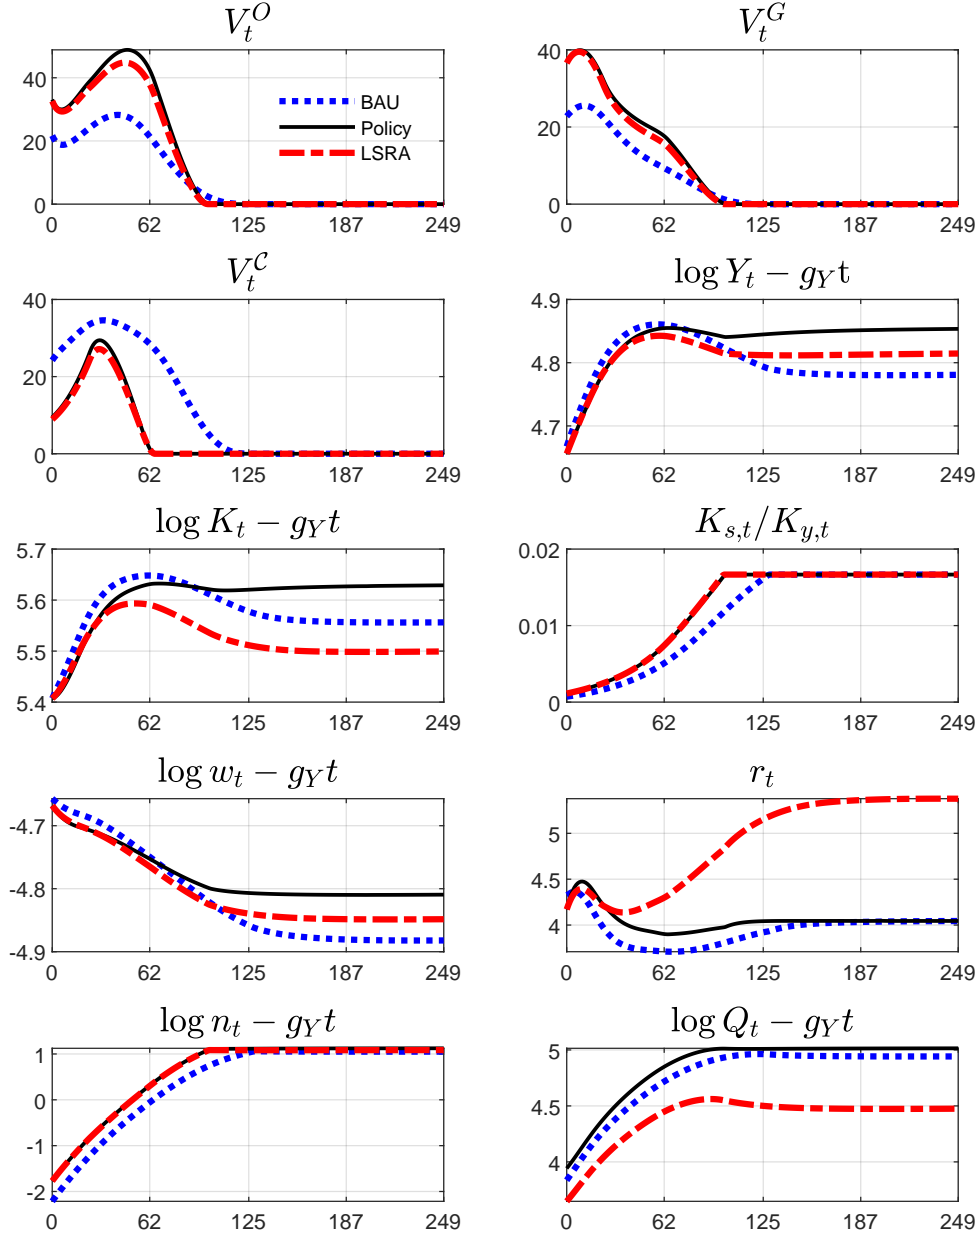 V_t^O
40
20
0
0 62 125 187 249
BAU
Policy
LSRA
V_t^G
40
20
0
0 62 125 187 249
V_t^𝒞
40
20
0
0 62 125 187 249
log Y_t − g_Y t
4.9
4.8
4.7
0 62 125 187 249
log K_t − g_Y t
5.7
5.6
5.5
5.4
0 62 125 187 249
K_{s,t}/K_{y,t}
0.02
0.01
0
0 62 125 187 249
log w_t − g_Y t
-4.7
-4.8
-4.9
0 62 125 187 249
r_t
5
4.5
4
0 62 125 187 249
log n_t − g_Y t
1
0
-1
-2
0 62 125 187 249
log Q_t − g_Y t
5
4.5
4
0 62 125 187 249